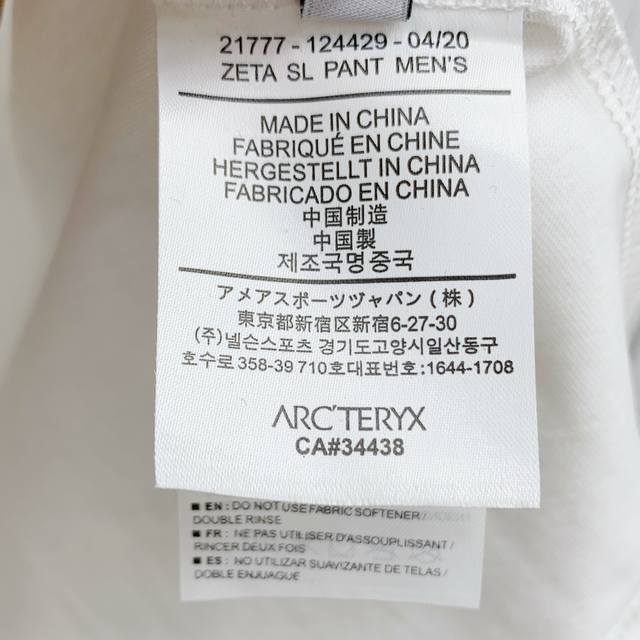 21777 - 124429 - 04/20
ZETA SL PANT MEN'S
MADE IN CHINA
FABRIQUÉ EN CHINE
HERGESTELLT IN CHINA
FABRICADO EN CHINA
中国制造
中国製
제조국명중국
アメアスポーツヅャパン(株)
東京都新宿区新宿6-27-30
(주)넬슨스포츠 경기도고양시일산동구
호수로 358-39 710호대표번호:1644-1708
ARC'TERYX
CA#34438
■ EN : DO NOT USE FABRIC SOFTENER /
DOUBLE RINSE
■ FR : NE PAS UTILISER D'ASSOUPLISSANT /
RINCER DEUX FOIS
■ ES : NO UTILIZAR SUAVIZANTE DE TELAS /
DOBLE ENJUAGUE